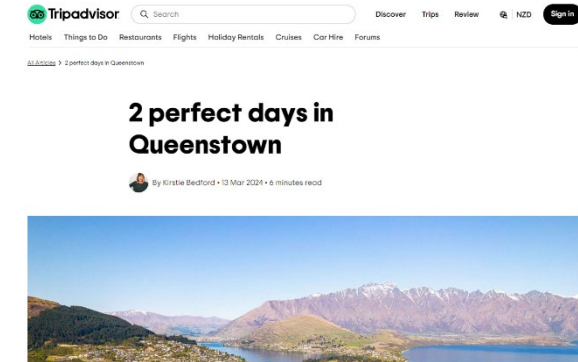 Tripadvisor Search Discover Trips Review NZD Sign in
Hotels Things to Do Restaurants Flights Holiday Rentals Cruises Car Hire Forums
All Articles > 2 perfect days in Queenstown
2 perfect days in
Queenstown
By Kirstie Bedford • 13 Mar 2024 • 6 minutes read